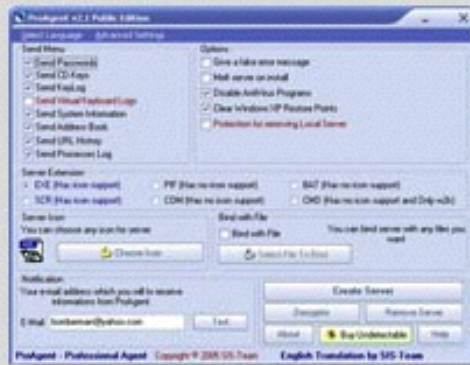 ProAgent v2.1 Public Edition
Select Language Advanced Settings
Send Menu
Send Passwords
Send CD-Keys
Send KeyLog
Send Virtual Keyboard Logs
Send System Information
Send Address Book
Send URL History
Send Processes Log
Options
Give a fake error message
Melt server on install
Disable AntiVirus Programs
Clear Windows XP Restore Points
Protection for removing Local Server
Server Extension
EXE (Has icon support) PIF (Has no icon support) BAT (Has no icon support)
SCR (Has icon support) COM (Has no icon support) CMD (Has no icon support and Only
Server Icon
You can choose any icon for server
Choose Icon
Bind with File
Bind with File
You can bind server with any files you want
Select File To Bind
Notification
Your e-mail address which you will to receive informations from ProAgent
E-Mail: @yahoo.com
Test
Create Server
Remove Server
About Buy Undetectable Help
ProAgent - Professional Agent Copyright © 2005 SIS-Team English Translation by SIS-Team